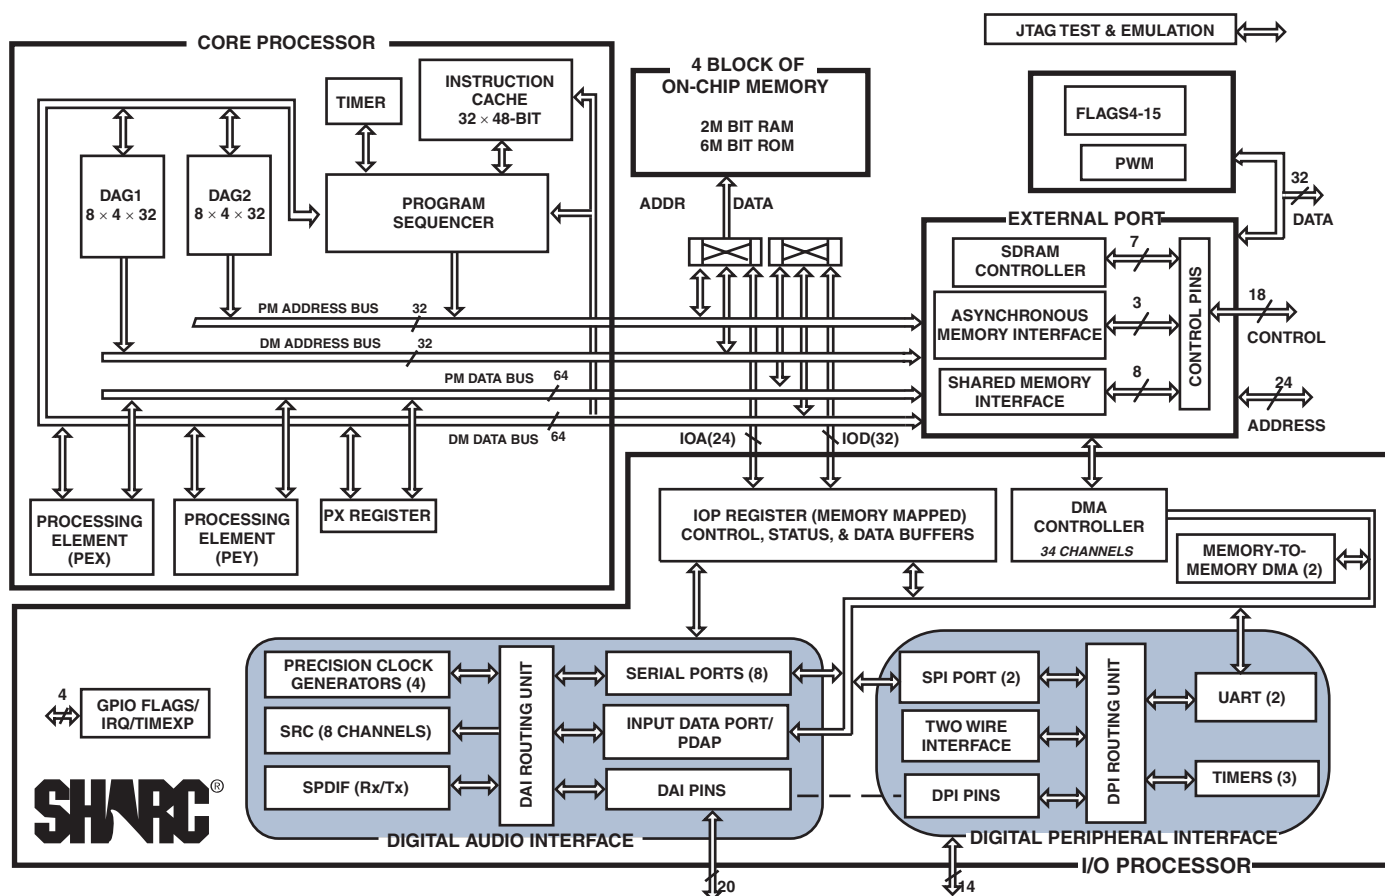 CORE PROCESSOR
TIMER
INSTRUCTION
CACHE
32 × 48-BIT
DAG1
8 × 4 × 32
DAG2
8 × 4 × 32
PROGRAM
SEQUENCER
PM ADDRESS BUS
32
DM ADDRESS BUS
32
PM DATA BUS
64
DM DATA BUS
64
PROCESSING
ELEMENT
(PEX)
PROCESSING
ELEMENT
(PEY)
PX REGISTER
4 BLOCK OF
ON-CHIP MEMORY
2M BIT RAM
6M BIT ROM
ADDR
DATA
IOA(24)
IOD(32)
JTAG TEST & EMULATION
FLAGS4-15
PWM
32
DATA
EXTERNAL PORT
SDRAM
CONTROLLER
7
ASYNCHRONOUS
MEMORY INTERFACE
3
SHARED MEMORY
INTERFACE
8
CONTROL PINS
18
CONTROL
24
ADDRESS
IOP REGISTER (MEMORY MAPPED)
CONTROL, STATUS, & DATA BUFFERS
DMA
CONTROLLER
34 CHANNELS
MEMORY-TO-
MEMORY DMA (2)
4
GPIO FLAGS/
IRQ/TIMEXP
SHARC®
PRECISION CLOCK
GENERATORS (4)
SRC (8 CHANNELS)
SPDIF (Rx/Tx)
DAI ROUTING UNIT
SERIAL PORTS (8)
INPUT DATA PORT/
PDAP
DAI PINS
DIGITAL AUDIO INTERFACE
20
SPI PORT (2)
TWO WIRE
INTERFACE
DPI PINS
DPI ROUTING UNIT
UART (2)
TIMERS (3)
DIGITAL PERIPHERAL INTERFACE
14
I/O PROCESSOR